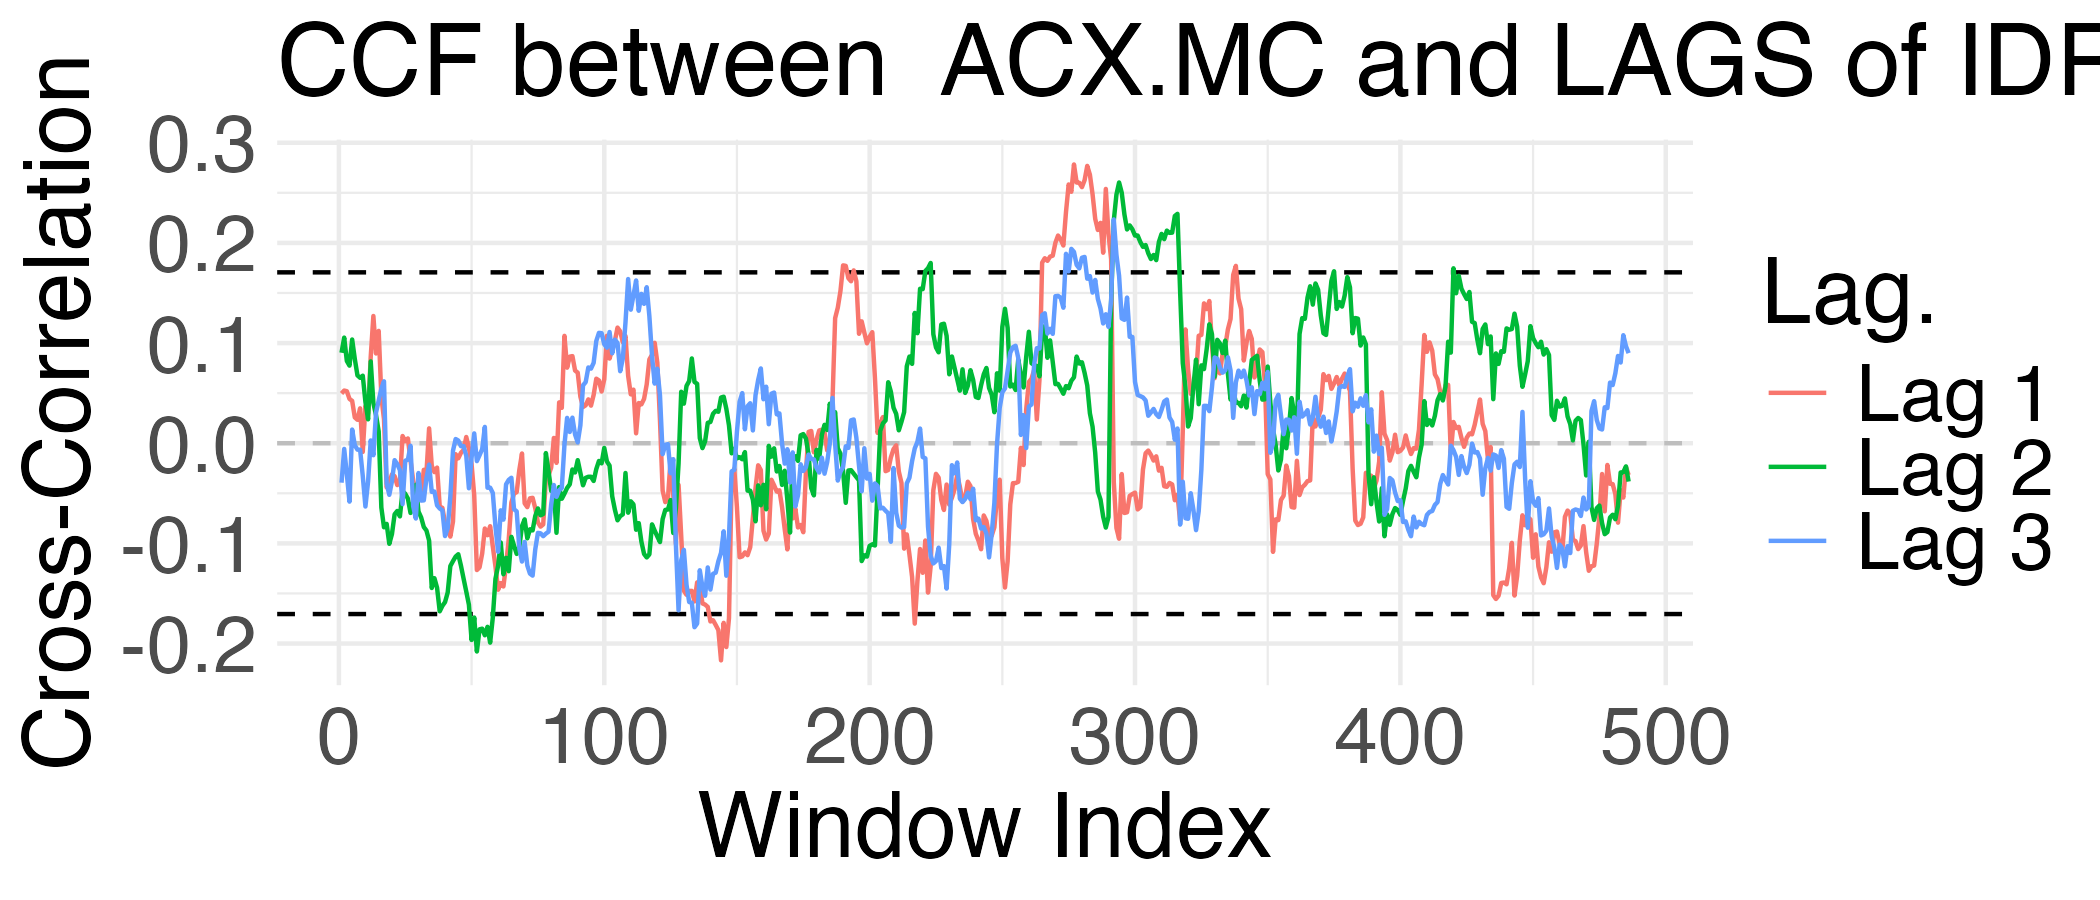 CCF between  ACX.MC and LAGS of
Cross-Correlation
0.3
0.2
0.1
0.0
-0.1
-0.2
0
100
200
300
400
500
Window Index
Lag.
Lag 1
Lag 2
Lag 3